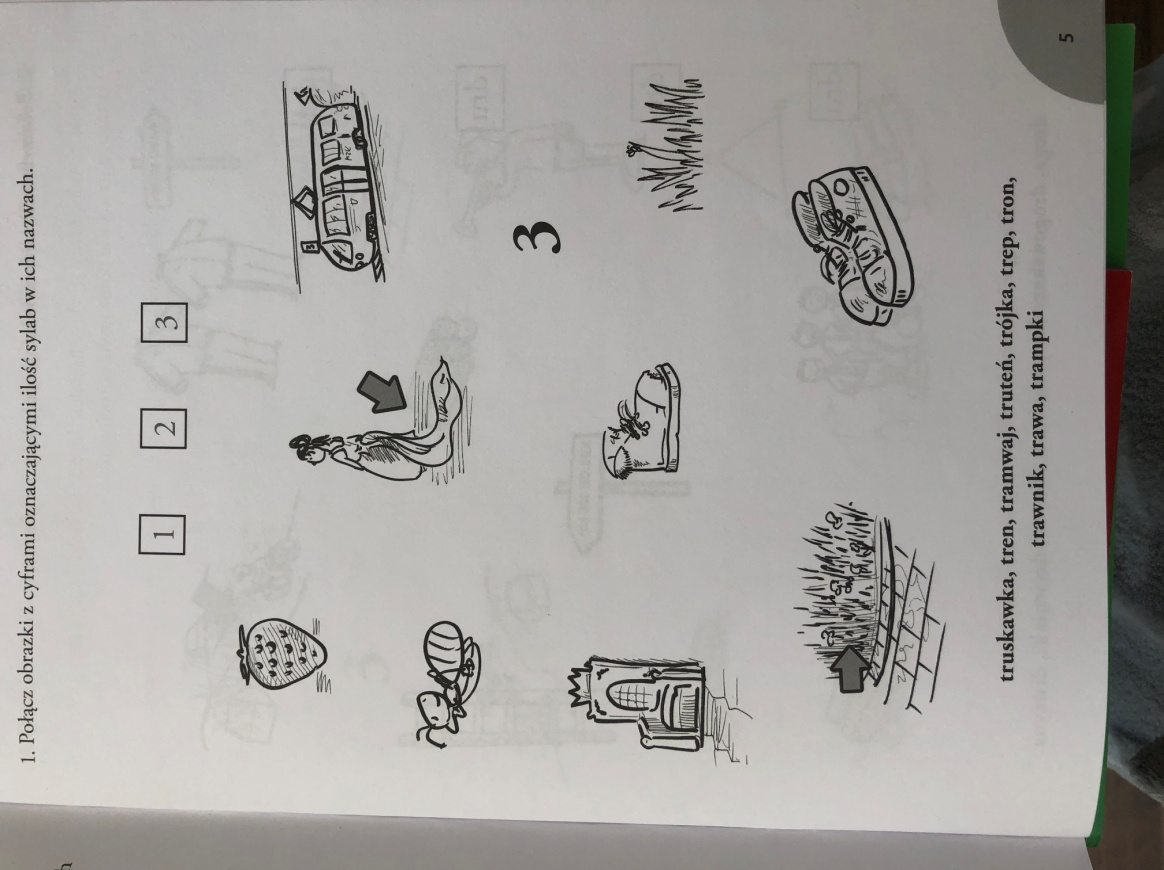 1. Połącz obrazki z cyframi oznaczającymi ilość sylab w ich nazwach.
1 2 3
3
truskawka, tren, tramwaj, truteń, trójka, trep, tron,
trawnik, trawa, trampki
5